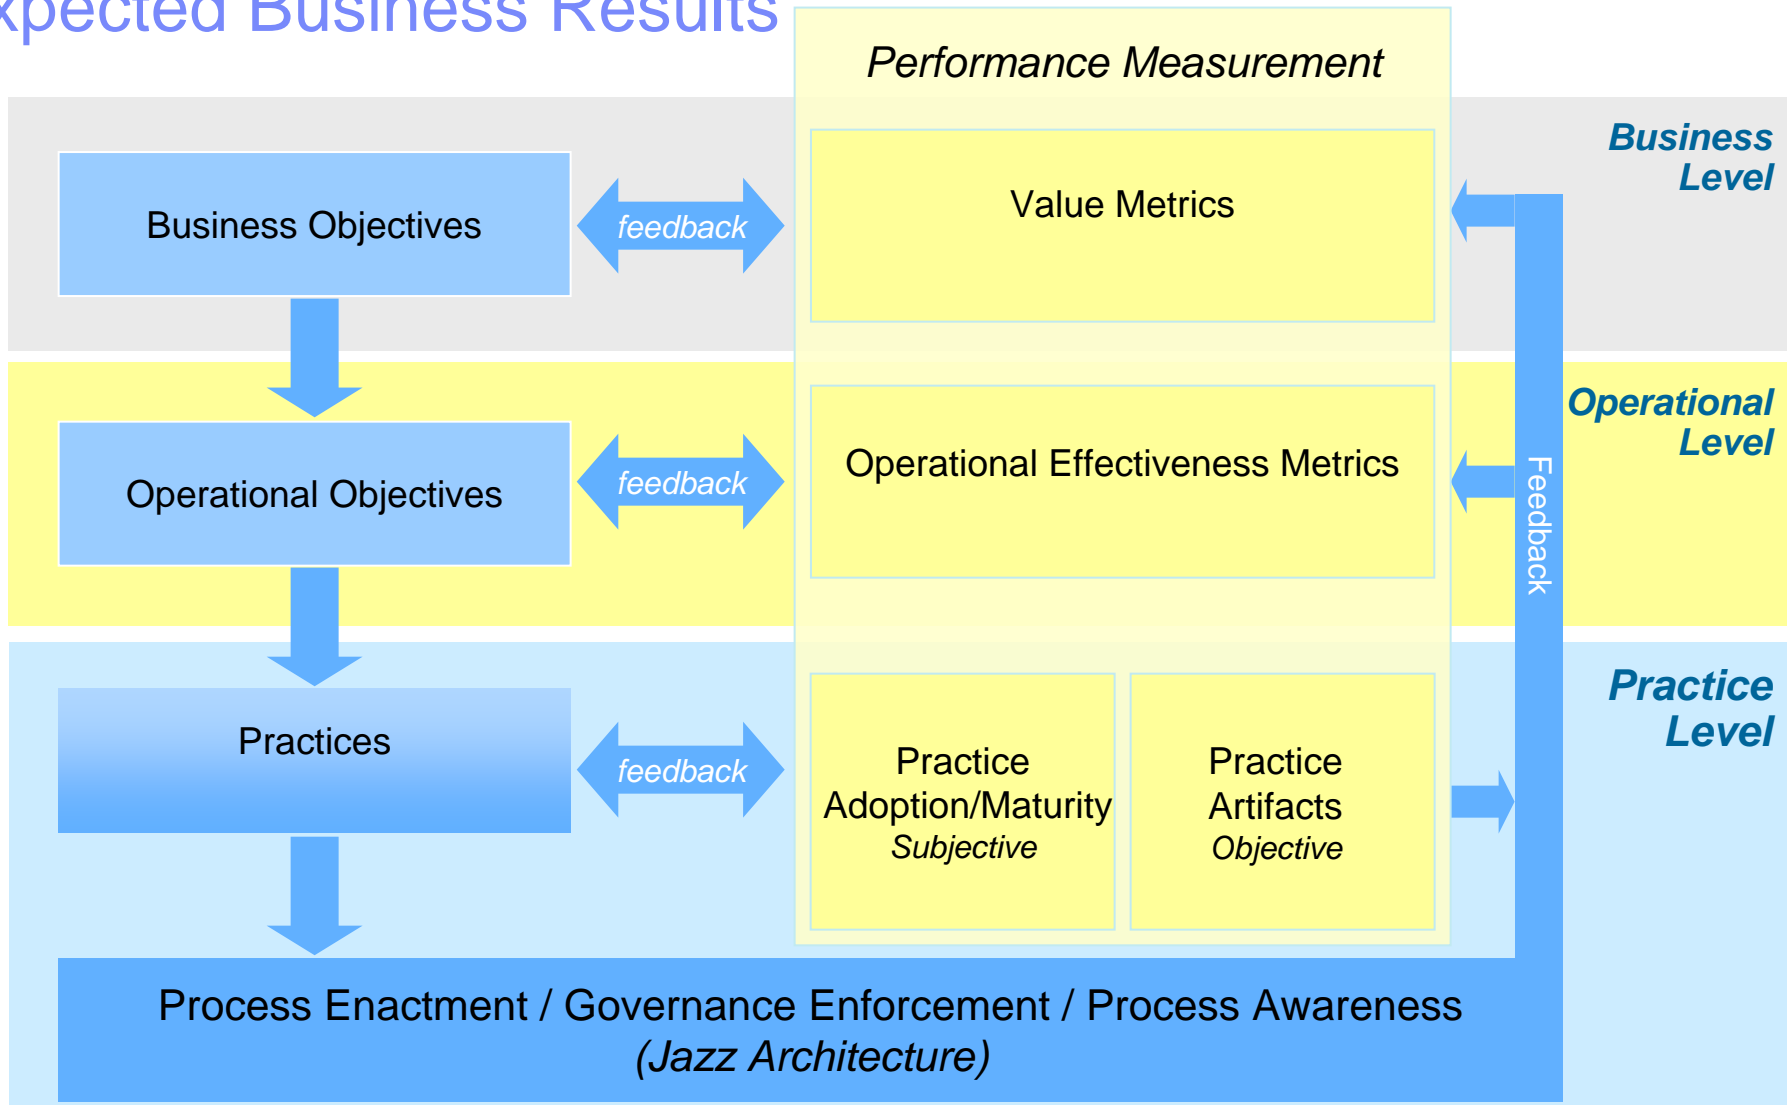 xpected Business Results
Performance Measurement
Business
Level
Business Objectives
feedback
Value Metrics
Operational
Level
Operational Objectives
feedback
Operational Effectiveness Metrics
Feedback
Practice
Level
Practices
feedback
Practice
Adoption/Maturity
Subjective
Practice
Artifacts
Objective
Process Enactment / Governance Enforcement / Process Awareness
(Jazz Architecture)